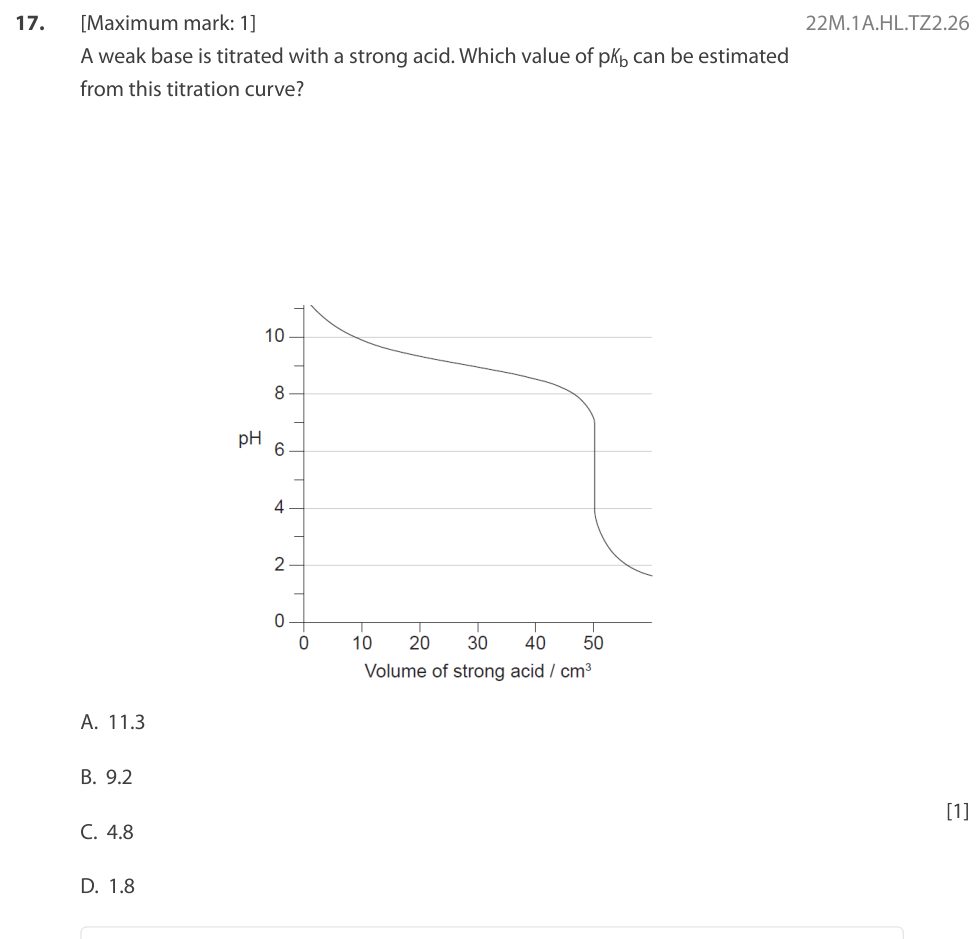 17. [Maximum mark: 1] 22M.1A.HL.TZ2.26
A weak base is titrated with a strong acid. Which value of pKb can be estimated
from this titration curve?
10
8
pH
6
4
2
0
0 10 20 30 40 50
Volume of strong acid / cm³
A. 11.3
B. 9.2
[1]
C. 4.8
D. 1.8